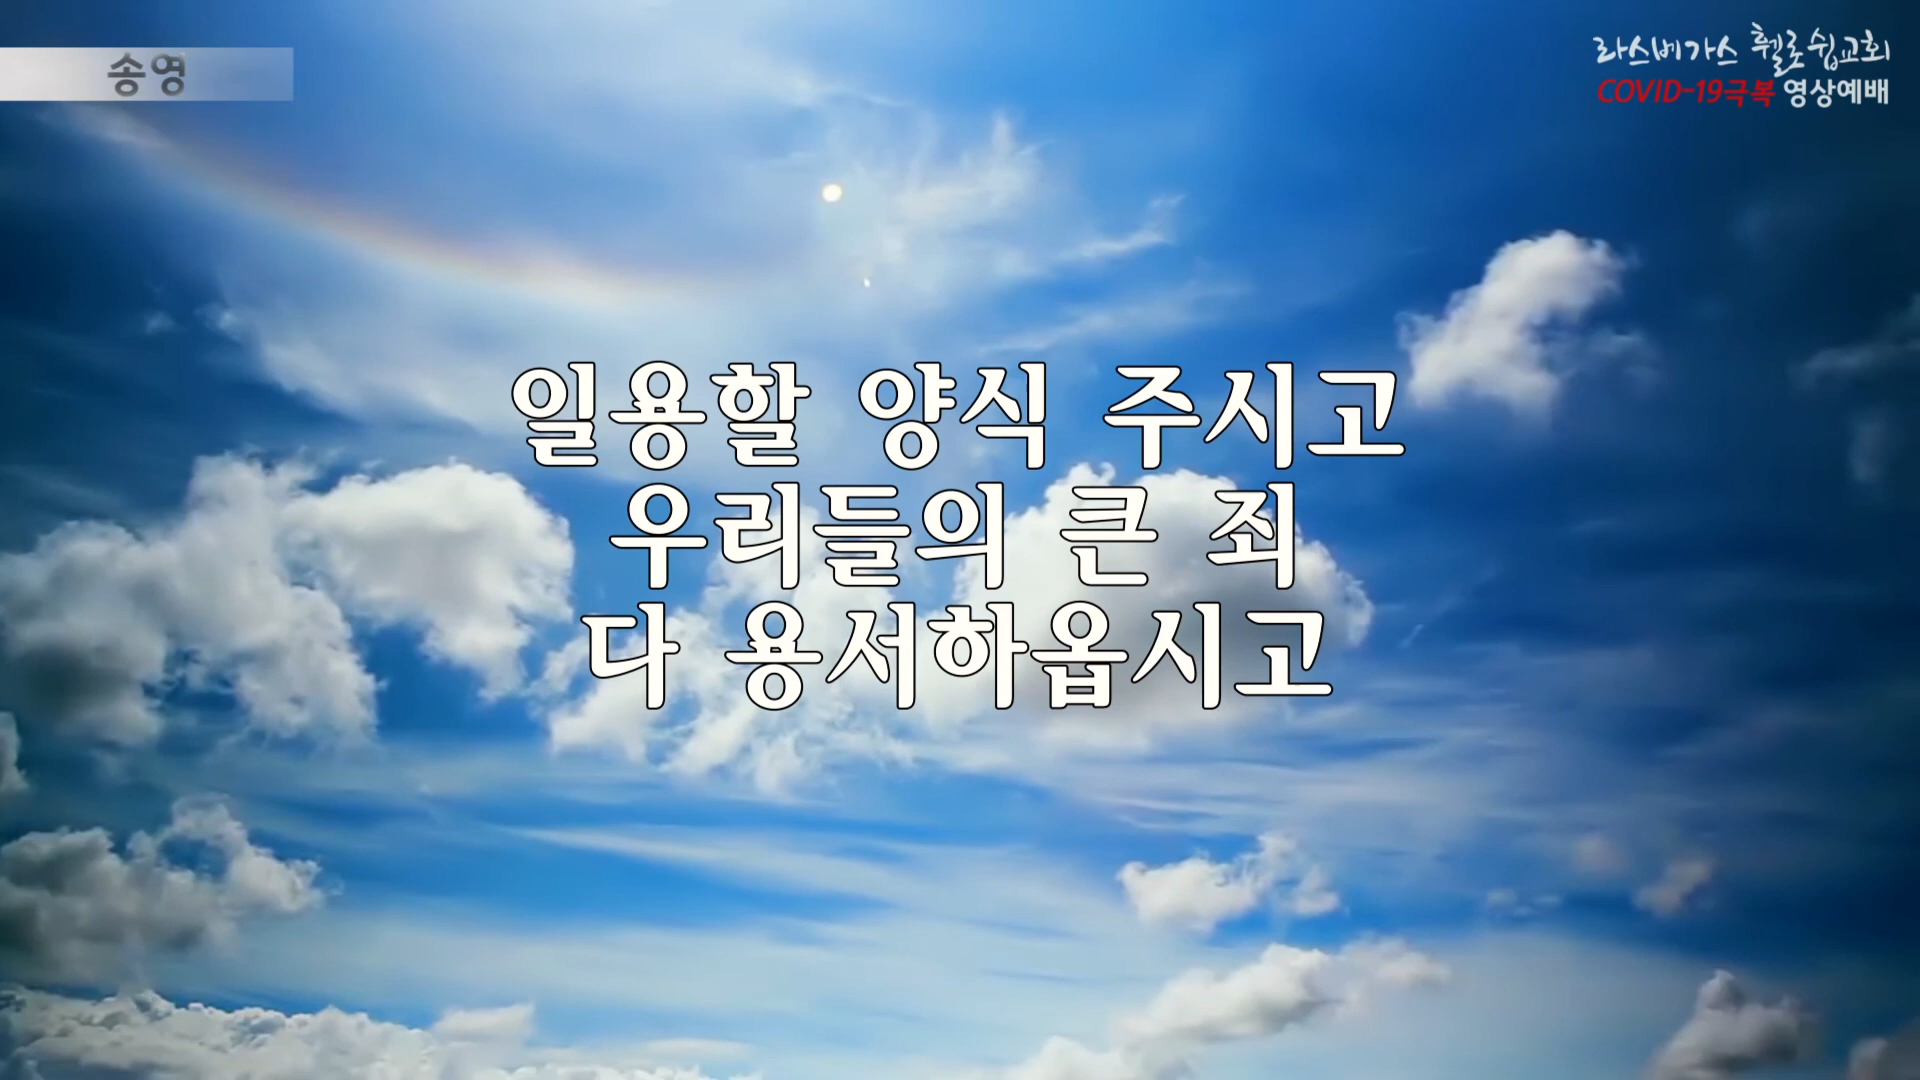 송영
라스베가스 휄로쉽교회
COVID-19극복 영상예배
일용할 양식 주시고
우리들의 큰 죄
다 용서하옵시고